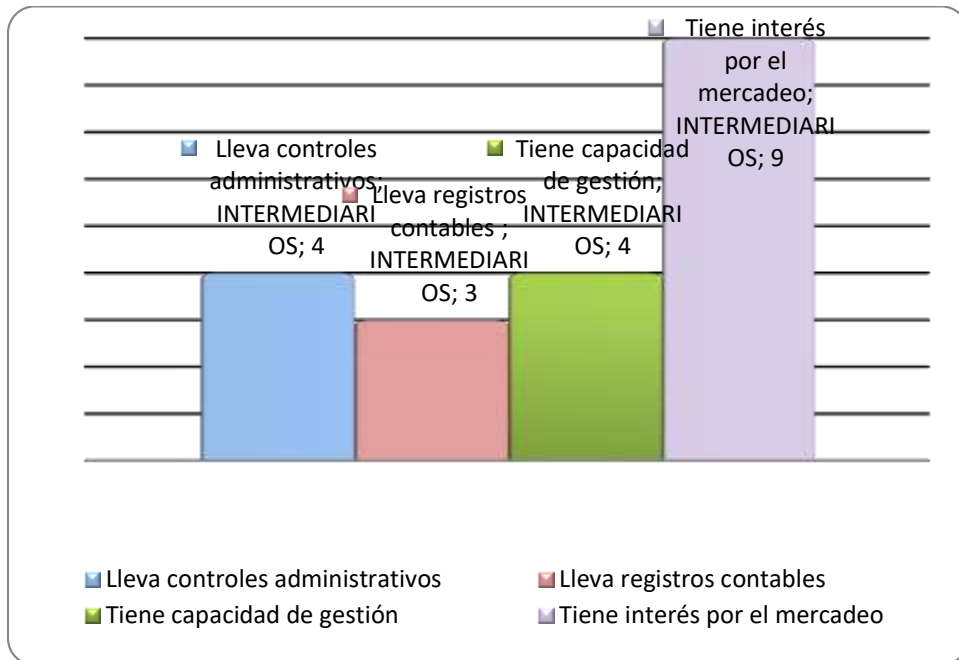 Tiene interés
por el
mercadeo;
INTERMEDIARI
OS; 9
Lleva controles
administrativos;
INTERMEDIARI
OS; 4
Lleva registros
contables ;
INTERMEDIARI
OS; 3
Tiene capacidad
de gestión;
INTERMEDIARI
OS; 4
Lleva controles administrativos
Lleva registros contables
Tiene capacidad de gestión
Tiene interés por el mercadeo